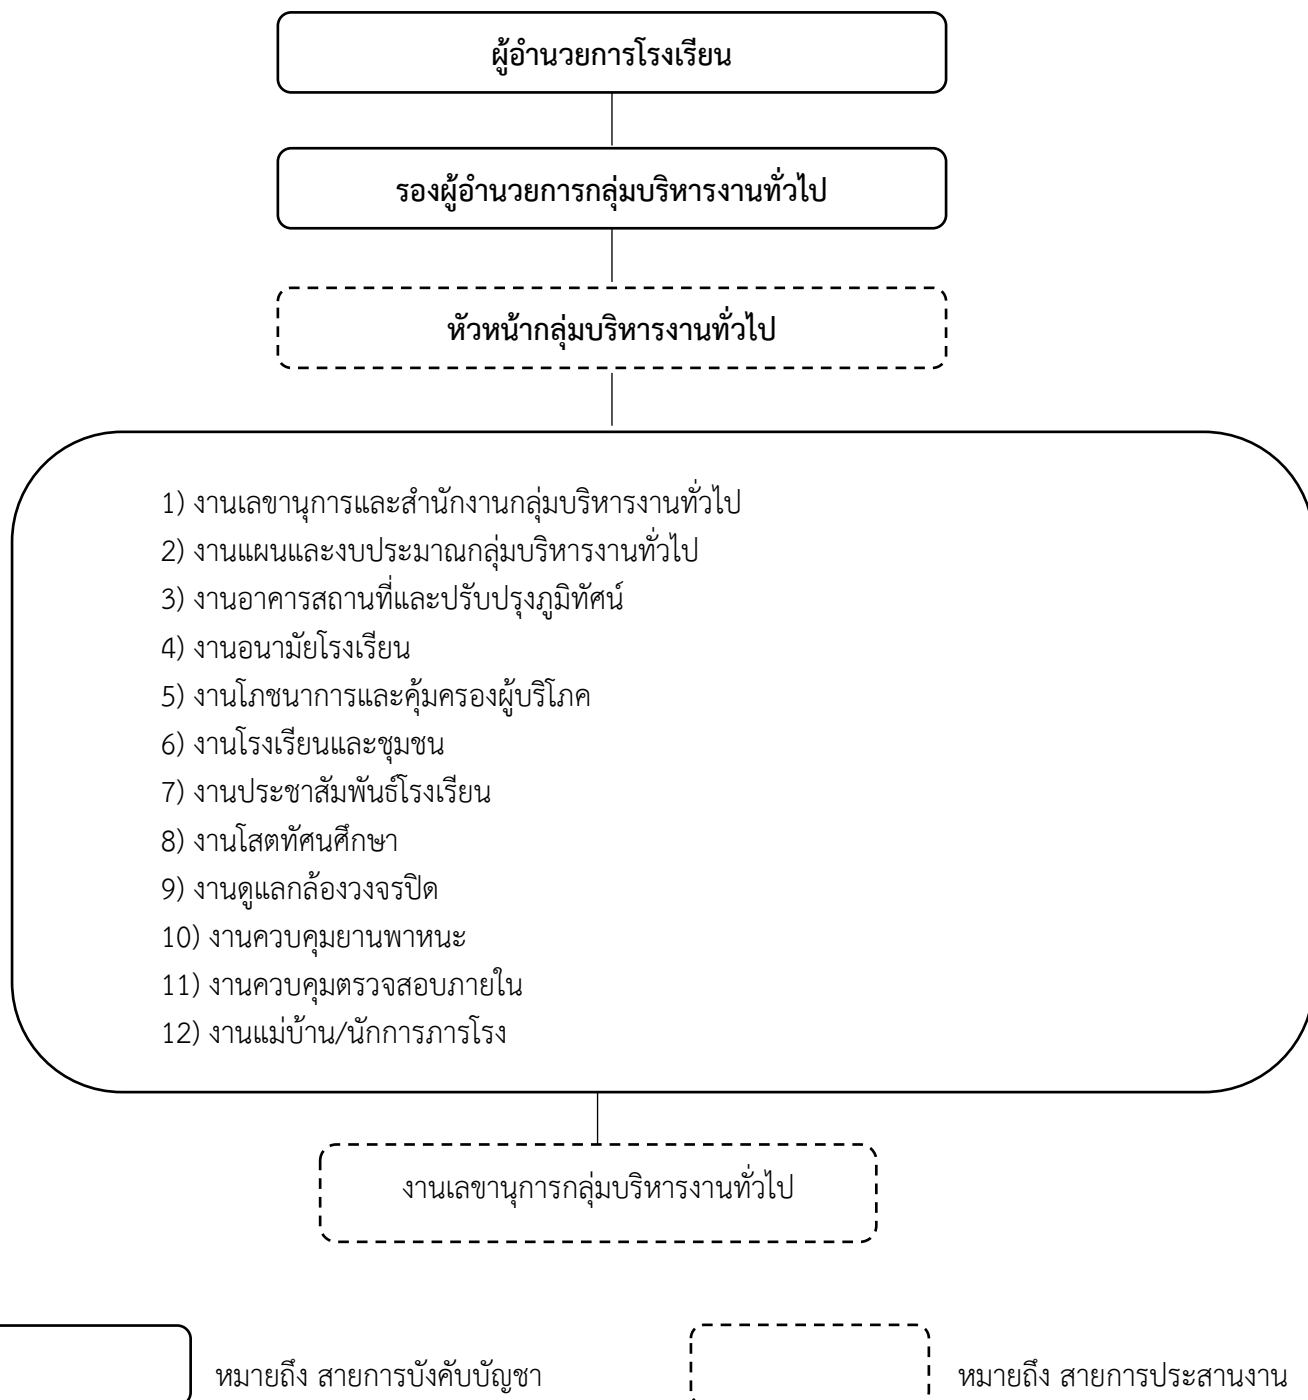 ผู้อำนวยการโรงเรียน
รองผู้อำนวยการกลุ่มบริหารงานทั่วไป
หัวหน้ากลุ่มบริหารงานทั่วไป
1) งานเลขานุการและสำนักงานกลุ่มบริหารงานทั่วไป
2) งานแผนและงบประมาณกลุ่มบริหารงานทั่วไป
3) งานอาคารสถานที่และปรับปรุงภูมิทัศน์
4) งานอนามัยโรงเรียน
5) งานโภชนาการและคุ้มครองผู้บริโภค
6) งานโรงเรียนและชุมชน
7) งานประชาสัมพันธ์โรงเรียน
8) งานโสตทัศนศึกษา
9) งานดูแลกล้องวงจรปิด
10) งานควบคุมยานพาหนะ
11) งานควบคุมตรวจสอบภายใน
12) งานแม่บ้าน/นักการภารโรง
งานเลขานุการกลุ่มบริหารงานทั่วไป
หมายถึง สายการบังคับบัญชา
หมายถึง สายการประสานงาน